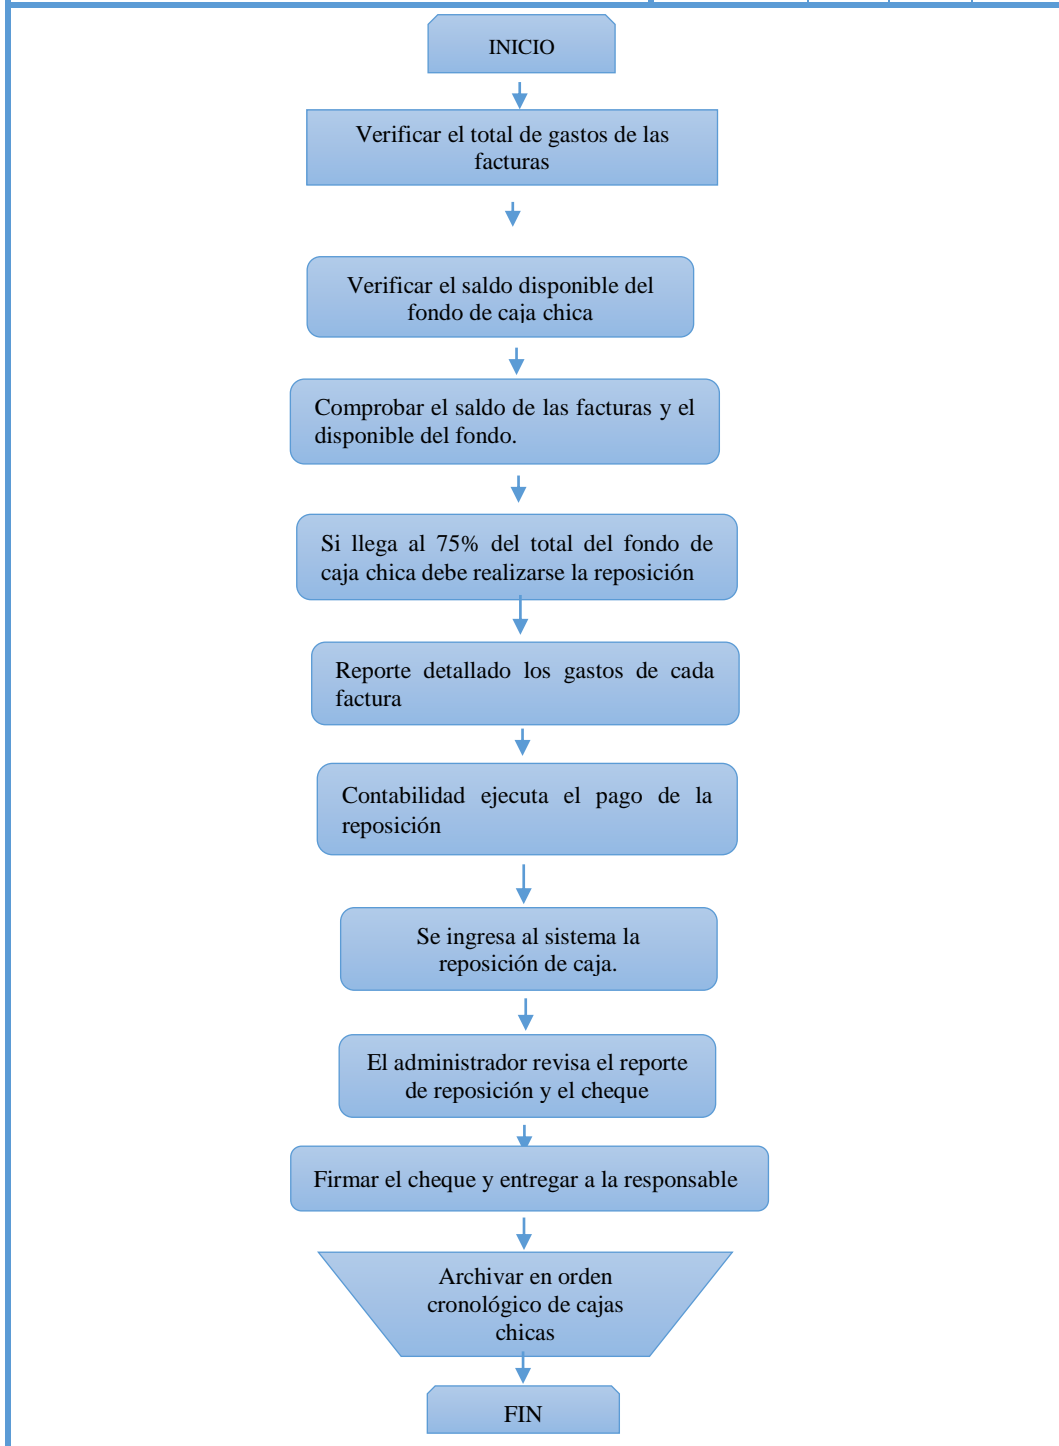 INICIO
Verificar el total de gastos de las
facturas
Verificar el saldo disponible del
fondo de caja chica
Comprobar el saldo de las facturas y el
disponible del fondo.
Si llega al 75% del total del fondo de
caja chica debe realizarse la reposición
Reporte detallado los gastos de cada
factura
Contabilidad ejecuta el pago de la
reposición
Se ingresa al sistema la
reposición de caja.
El administrador revisa el reporte
de reposición y el cheque
Firmar el cheque y entregar a la responsable
Archivar en orden
cronológico de cajas
chicas
FIN